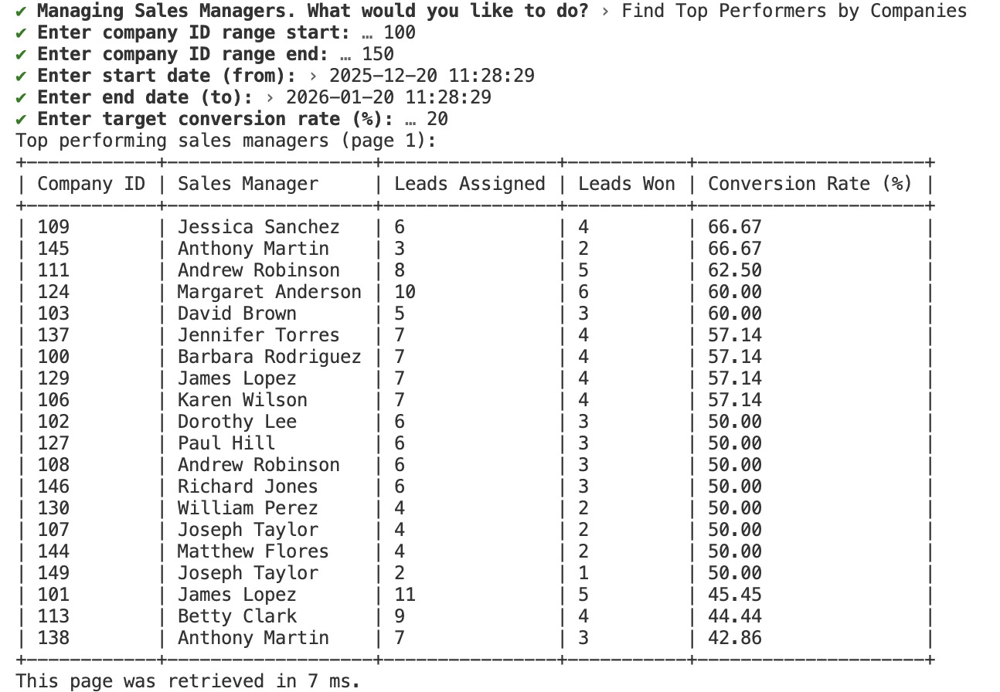 ✔ Managing Sales Managers. What would you like to do? › Find Top Performers by Companies
✔ Enter company ID range start: … 100
✔ Enter company ID range end: … 150
✔ Enter start date (from): › 2025-12-20 11:28:29
✔ Enter end date (to): › 2026-01-20 11:28:29
✔ Enter target conversion rate (%): … 20
Top performing sales managers (page 1):
+------------+-------------------+----------------+-----------+---------------------+
| Company ID | Sales Manager     | Leads Assigned | Leads Won | Conversion Rate (%) |
+------------+-------------------+----------------+-----------+---------------------+
| 109        | Jessica Sanchez   | 6              | 4         | 66.67               |
| 145        | Anthony Martin    | 3              | 2         | 66.67               |
| 111        | Andrew Robinson   | 8              | 5         | 62.50               |
| 124        | Margaret Anderson | 10             | 6         | 60.00               |
| 103        | David Brown       | 5              | 3         | 60.00               |
| 137        | Jennifer Torres   | 7              | 4         | 57.14               |
| 100        | Barbara Rodriguez | 7              | 4         | 57.14               |
| 129        | James Lopez       | 7              | 4         | 57.14               |
| 106        | Karen Wilson      | 7              | 4         | 57.14               |
| 102        | Dorothy Lee       | 6              | 3         | 50.00               |
| 127        | Paul Hill         | 6              | 3         | 50.00               |
| 108        | Andrew Robinson   | 6              | 3         | 50.00               |
| 146        | Richard Jones     | 6              | 3         | 50.00               |
| 130        | William Perez     | 4              | 2         | 50.00               |
| 107        | Joseph Taylor     | 4              | 2         | 50.00               |
| 144        | Matthew Flores    | 4              | 2         | 50.00               |
| 149        | Joseph Taylor     | 2              | 1         | 50.00               |
| 101        | James Lopez       | 11             | 5         | 45.45               |
| 113        | Betty Clark       | 9              | 4         | 44.44               |
| 138        | Anthony Martin    | 7              | 3         | 42.86               |
+------------+-------------------+----------------+-----------+---------------------+
This page was retrieved in 7 ms.